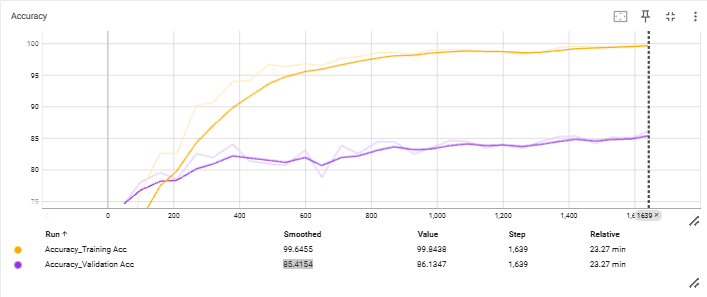 Accuracy
100
95
90
85
80
75
0 200 400 600 800 1,000 1,200 1,400 1,6 1639
Run Smoothed Value Step Relative
Accuracy_Training Acc 99.6455 99.8438 1,639 23.27 min
Accuracy_Validation Acc 85.4154 86.1347 1,639 23.27 min